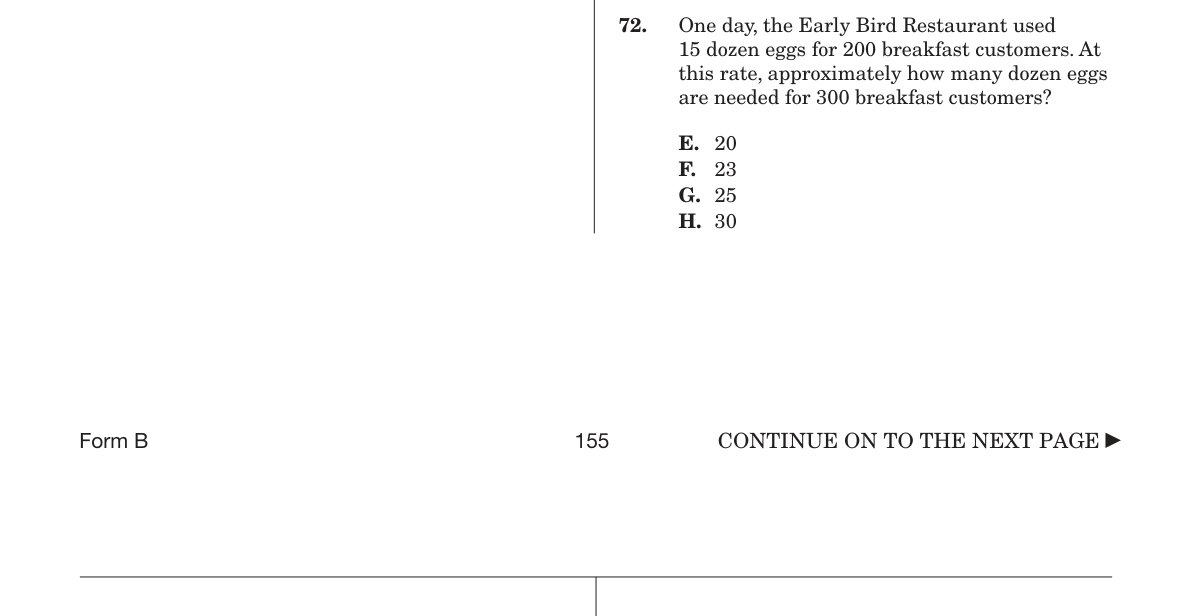 72. One day, the Early Bird Restaurant used
15 dozen eggs for 200 breakfast customers. At
this rate, approximately how many dozen eggs
are needed for 300 breakfast customers?
E. 20
F. 23
G. 25
H. 30
Form B 155 CONTINUE ON TO THE NEXT PAGE ►